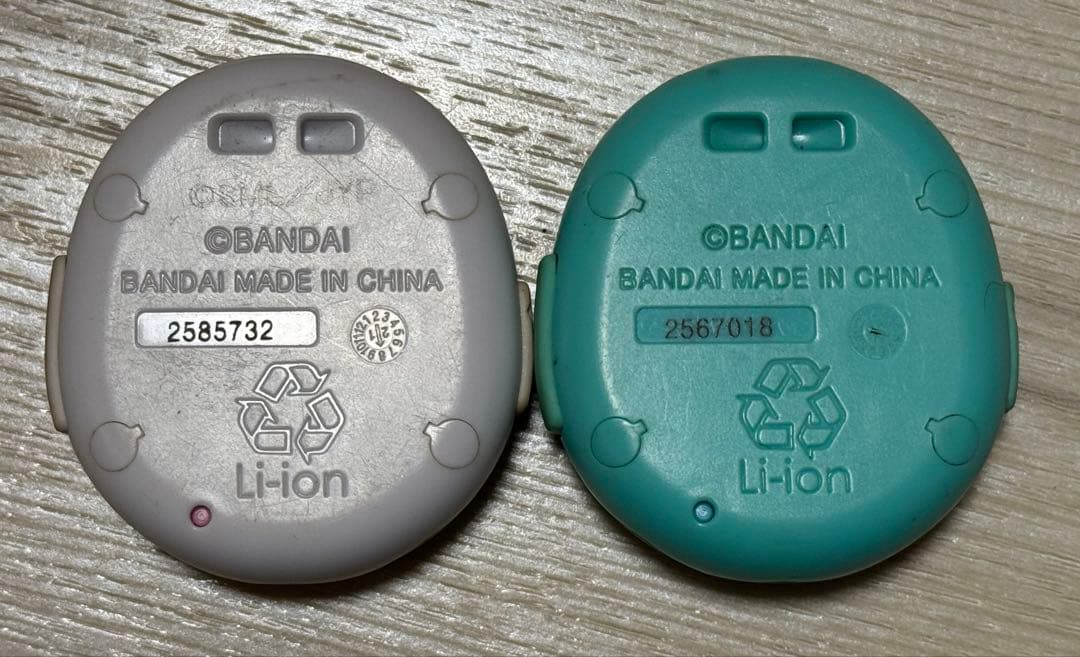 ©BANDAI
BANDAI MADE IN CHINA
2585732
Li-ion
©BANDAI
BANDAI MADE IN CHINA
2567018
Li-ion